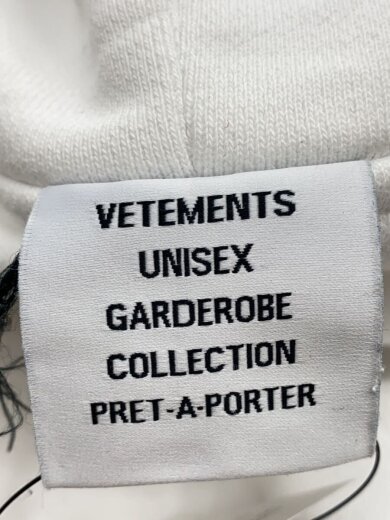 VETEMENTS
UNISEX
GARDEROBE
COLLECTION
PRET-A-PORTER